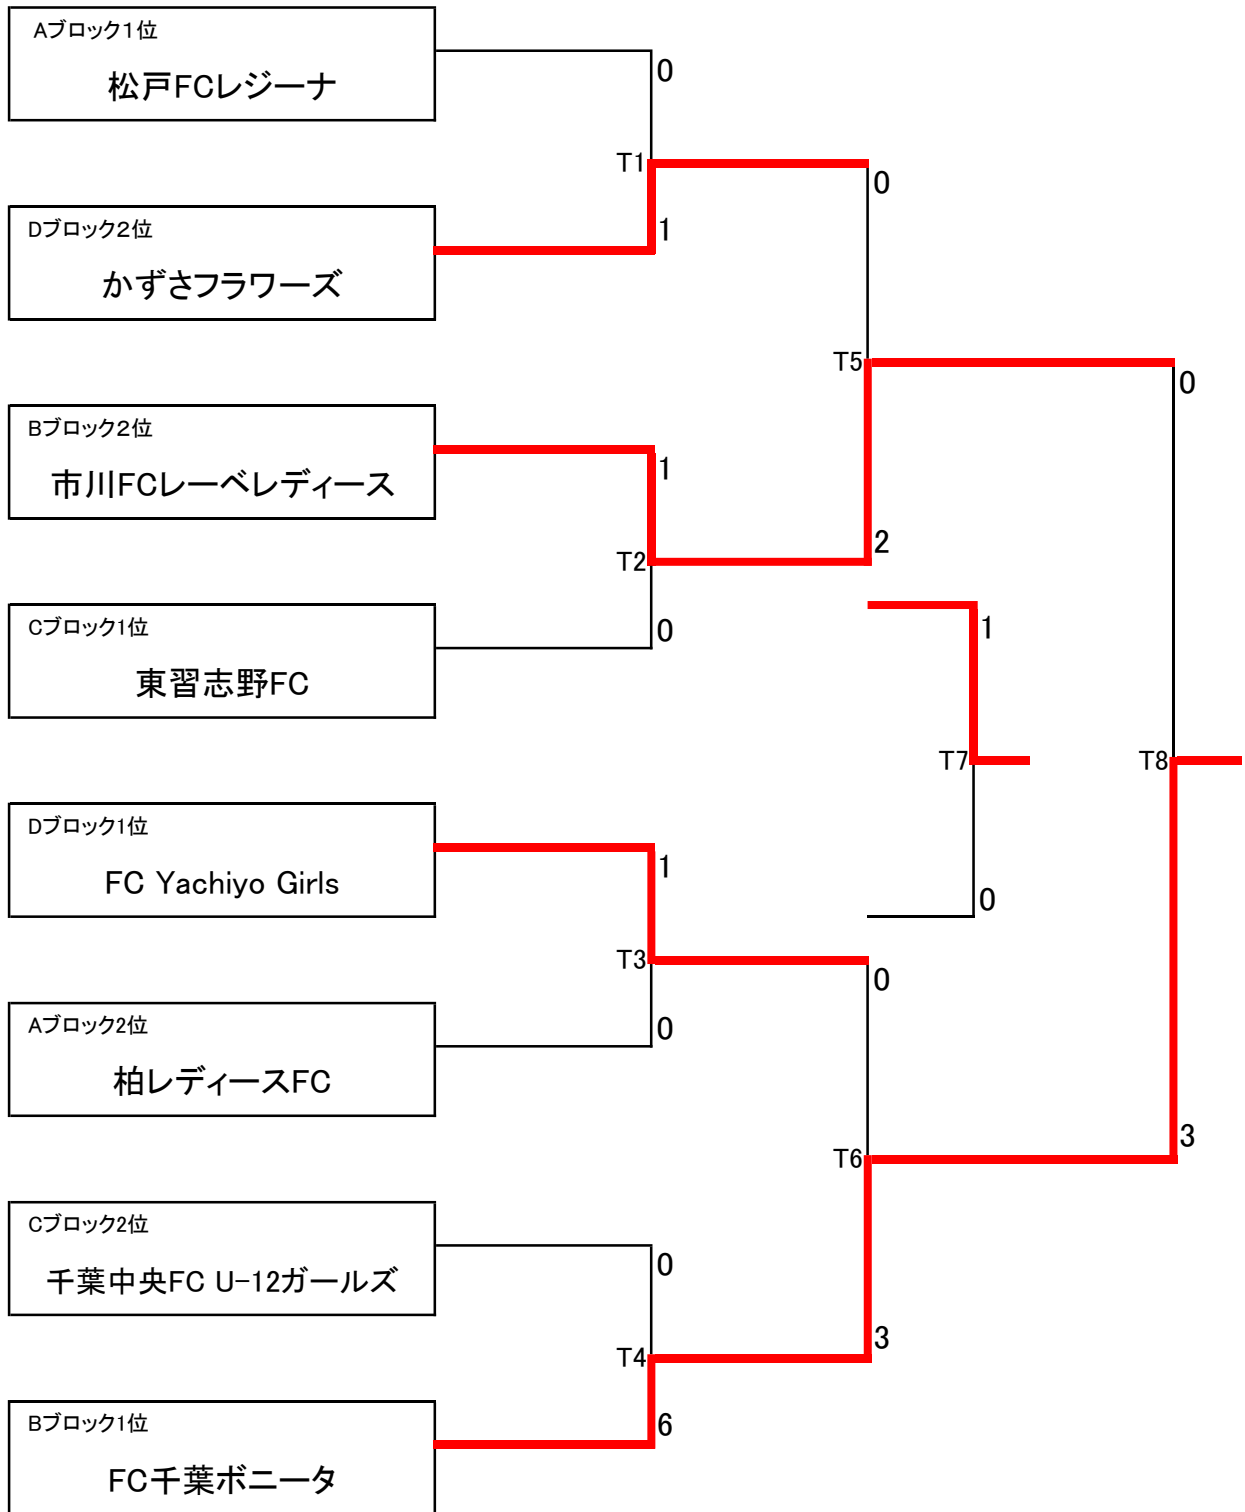 Aブロック１位
松戸FCレジーナ
0
T1
0
Dブロック２位
1
かずさフラワーズ
T5
0
Bブロック２位
1
市川FCレーベレディース
2
T2
Cブロック1位
0
1
東習志野FC
T7
T8
Dブロック1位
1
FC Yachiyo Girls
0
T3
0
Aブロック2位
0
柏レディースFC
3
T6
Cブロック2位
0
千葉中央FC U-12ガールズ
3
T4
Bブロック1位
6
FC千葉ボニータ